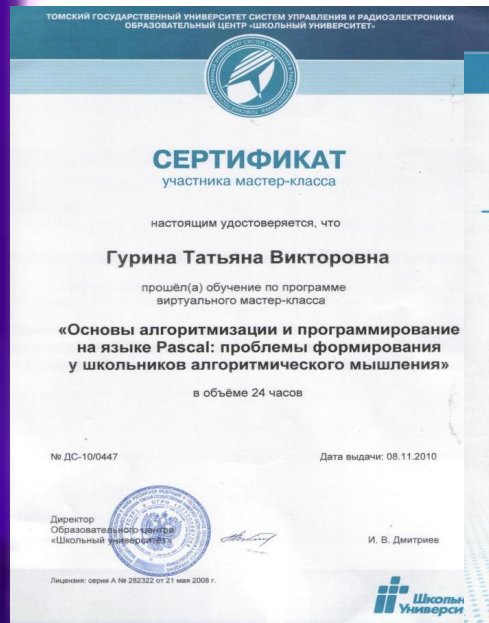 ТОМСКИЙ ГОСУДАРСТВЕННЫЙ УНИВЕРСИТЕТ СИСТЕМ УПРАВЛЕНИЯ И РАДИОЭЛЕКТРОНИКИ
ОБРАЗОВАТЕЛЬНЫЙ ЦЕНТР «ШКОЛЬНЫЙ УНИВЕРСИТЕТ»
СЕРТИФИКАТ
участника мастер-класса
настоящим удостоверяется, что
Гурина Татьяна Викторовна
прошёл(а) обучение по программе
виртуального мастер-класса
«Основы алгоритмизации и программирование
на языке Pascal: проблемы формирования
у школьников алгоритмического мышления»
в объёме 24 часов
№ ДС-10/0447 Дата выдачи: 08.11.2010
Директор
Образовательного центра
«Школьный университет» И. В. Дмитриев
Лицензия: серия А № 282322 от 21 мая 2008 г.
Школьн
Универси